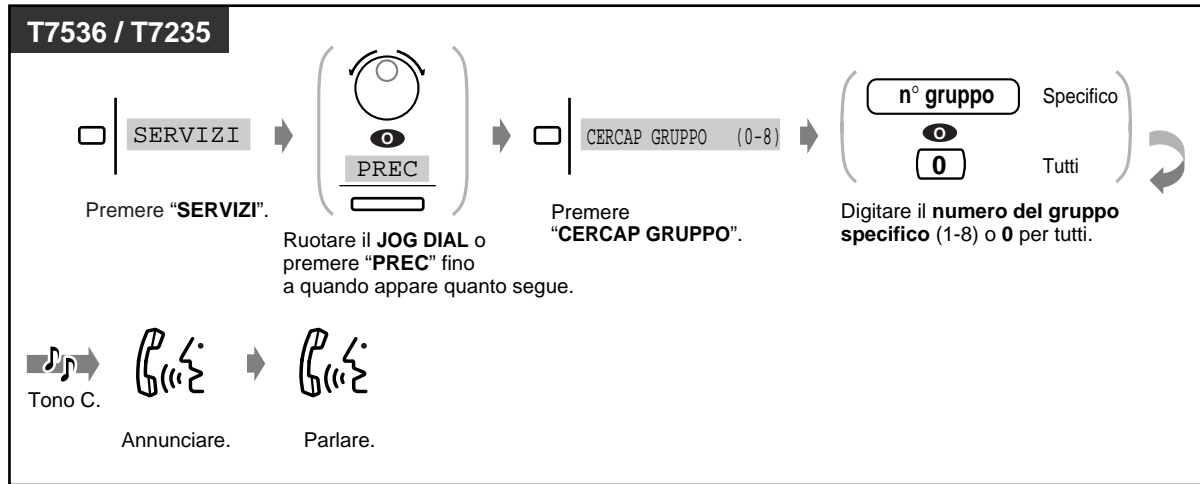 T7536 / T7235
SERVIZI
Premere “SERVIZI”.
O
PREC
Ruotare il JOG DIAL o
premere “PREC” fino
a quando appare quanto segue.
CERCAP GRUPPO (0-8)
Premere
“CERCAP GRUPPO”.
n° gruppo Specifico
O
0 Tutti
Digitare il numero del gruppo
specifico (1-8) o 0 per tutti.
Tono C.
Annunciare.
Parlare.